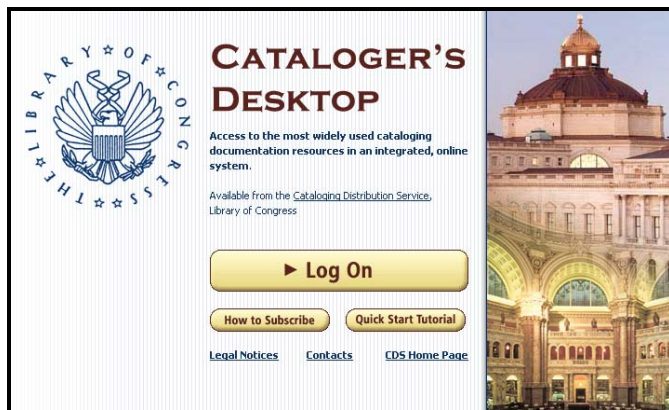 THE LIBRARY OF CONGRESS
CATALOGER'S
DESKTOP
Access to the most widely used cataloging
documentation resources in an integrated, online
system.
Available from the Cataloging Distribution Service,
Library of Congress
Log On
How to Subscribe Quick Start Tutorial
Legal Notices Contacts CDS Home Page